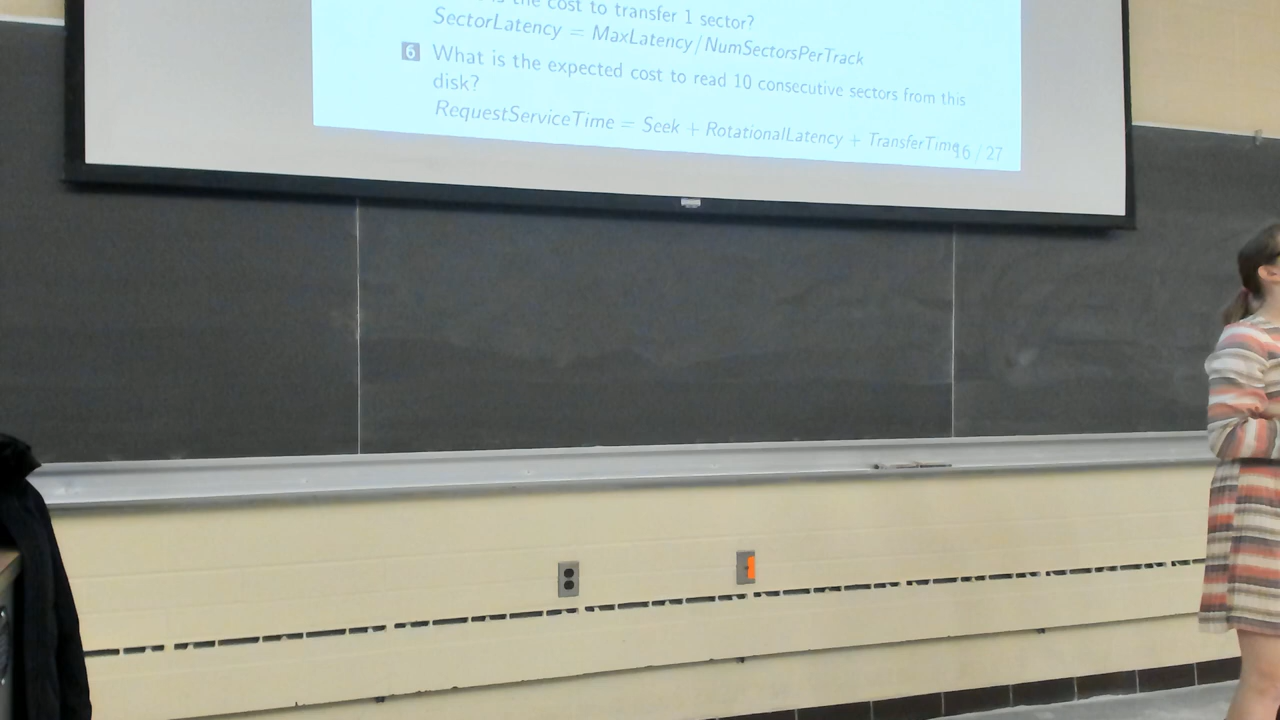 the cost to transfer 1 sector?
SectorLatency = MaxLatency/NumSectorsPerTrack
6 What is the expected cost to read 10 consecutive sectors from this
disk?
RequestServiceTime = Seek + RotationalLatency + TransferTime
16 / 27